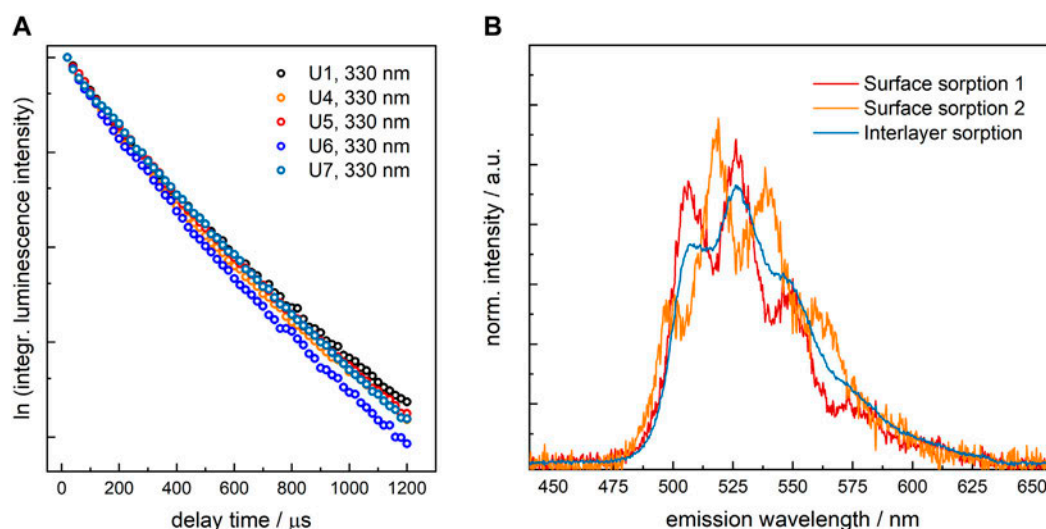 A
ln (integr. luminescence intensity)
U1, 330 nm
U4, 330 nm
U5, 330 nm
U6, 330 nm
U7, 330 nm
0 200 400 600 800 1000 1200
delay time / μs
B
norm. intensity / a.u.
Surface sorption 1
Surface sorption 2
Interlayer sorption
450 475 500 525 550 575 600 625 650
emission wavelength / nm